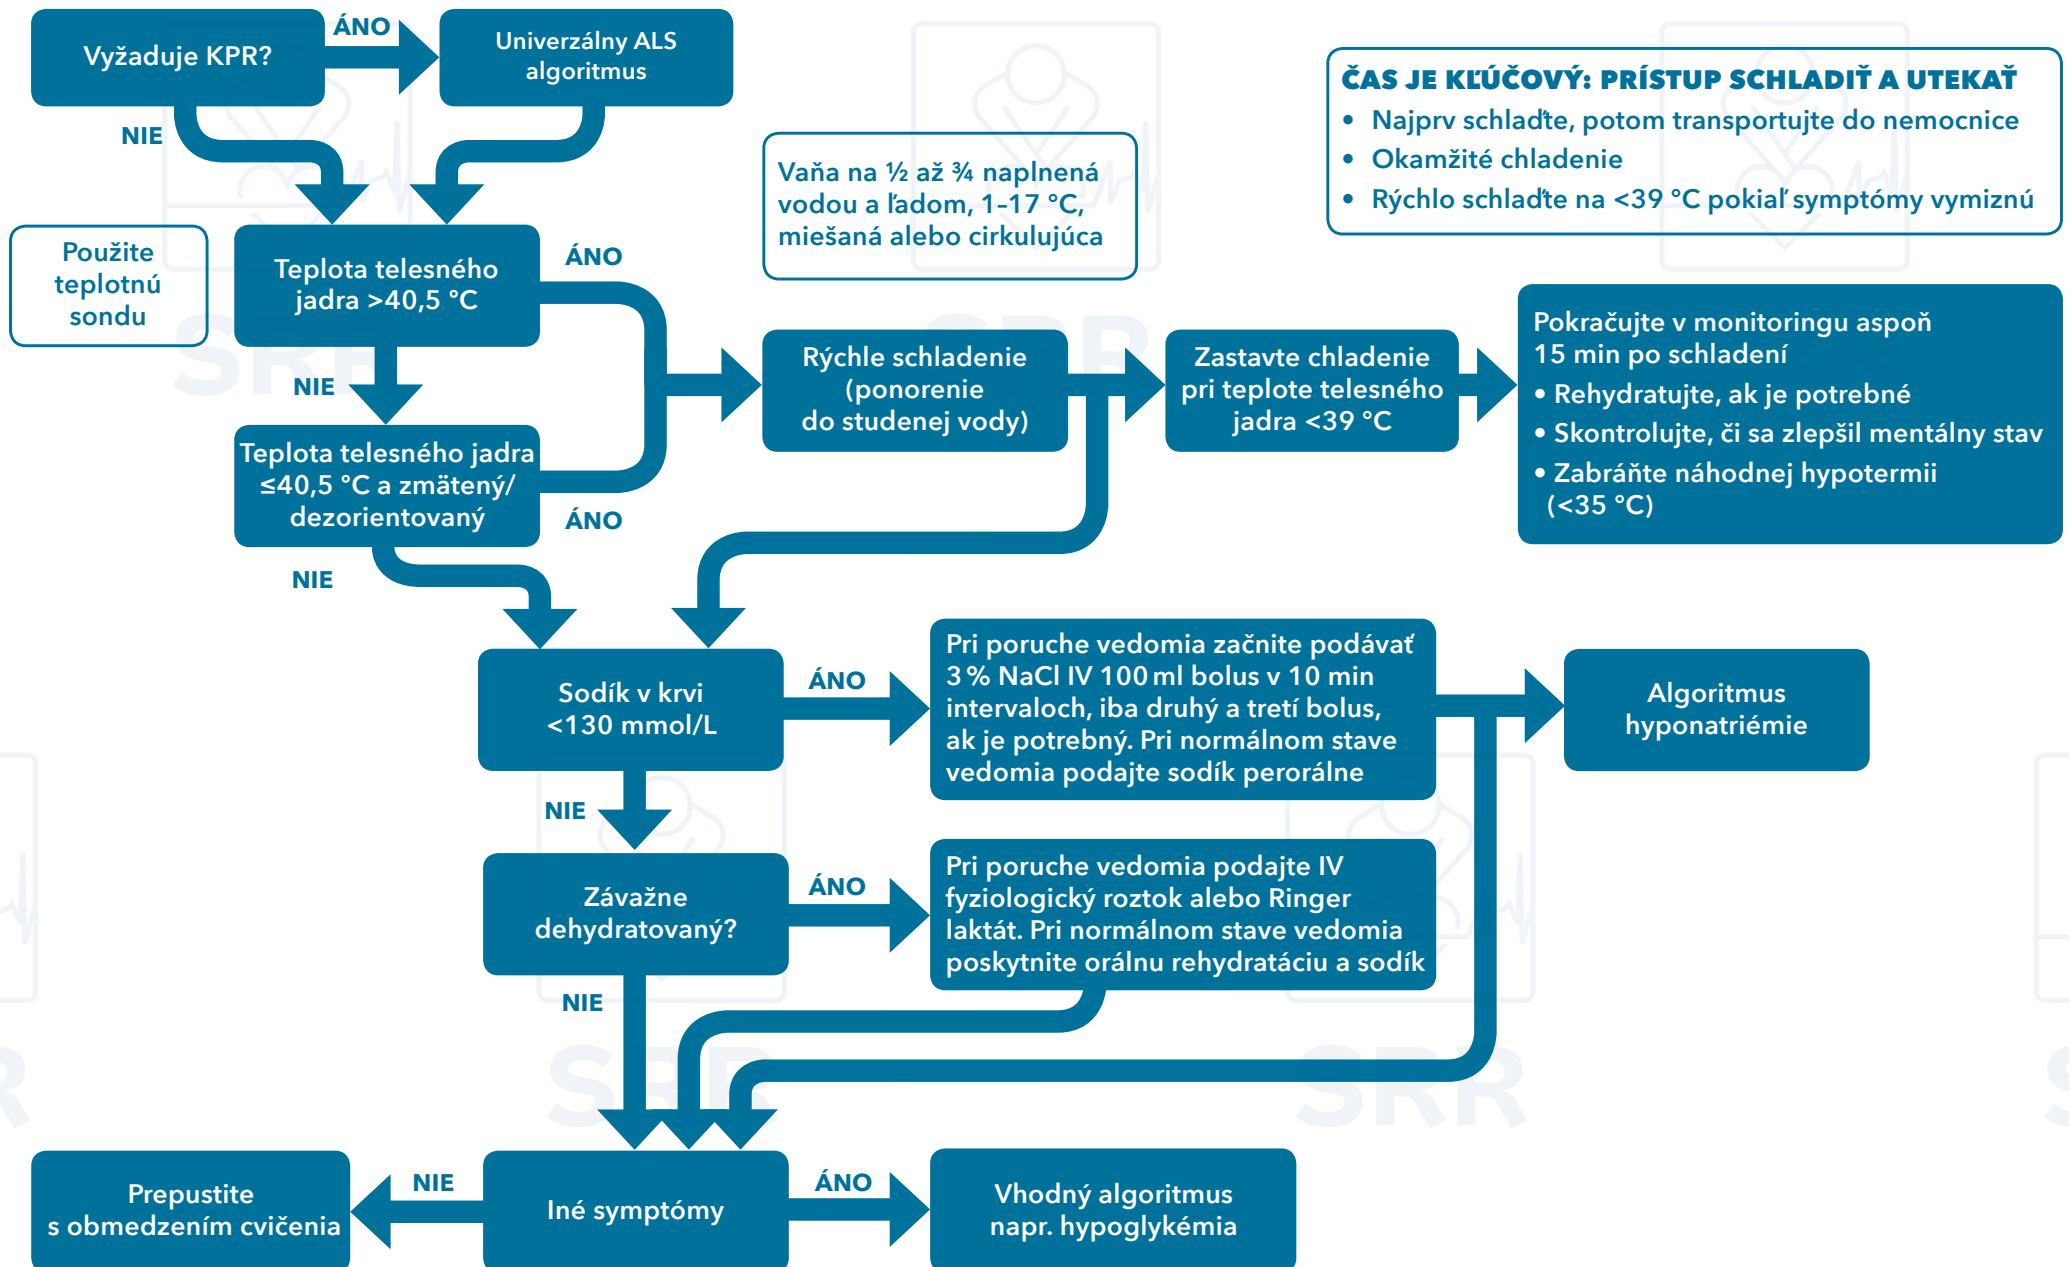 Vyžaduje KPR?
ÁNO
Univerzálny ALS
algoritmus
NIE
ČAS JE KĽÚČOVÝ: PRÍSTUP SCHLADIŤ A UTEKAŤ
• Najprv schlaďte, potom transportujte do nemocnice
• Okamžité chladenie
• Rýchlo schlaďte na <39 °C pokiaľ symptómy vymiznú
Vaňa na ½ až ¾ naplnená
vodou a ľadom, 1–17 °C,
miešaná alebo cirkulujúca
Použite
teplotnú
sondu
Teplota telesného
jadra >40,5 °C
ÁNO
NIE
Rýchle schladenie
(ponorenie
do studenej vody)
Zastavte chladenie
pri teplote telesného
jadra <39 °C
Pokračujte v monitoringu aspoň
15 min po schladení
• Rehydratujte, ak je potrebné
• Skontrolujte, či sa zlepšil mentálny stav
• Zabráňte náhodnej hypotermii
(<35 °C)
Teplota telesného jadra
≤40,5 °C a zmätený/
dezorientovaný
ÁNO
NIE
Sodík v krvi
<130 mmol/L
ÁNO
Pri poruche vedomia začnite podávať
3 % NaCl IV 100 ml bolus v 10 min
intervaloch, iba druhý a tretí bolus,
ak je potrebný. Pri normálnom stave
vedomia podajte sodík perorálne
Algoritmus
hyponatriémie
NIE
Závažne
dehydratovaný?
ÁNO
Pri poruche vedomia podajte IV
fyziologický roztok alebo Ringer
laktát. Pri normálnom stave vedomia
poskytnite orálnu rehydratáciu a sodík
NIE
Prepustite
s obmedzením cvičenia
NIE
Iné symptómy
ÁNO
Vhodný algoritmus
napr. hypoglykémia
SRR
SRR
SRR
SRR